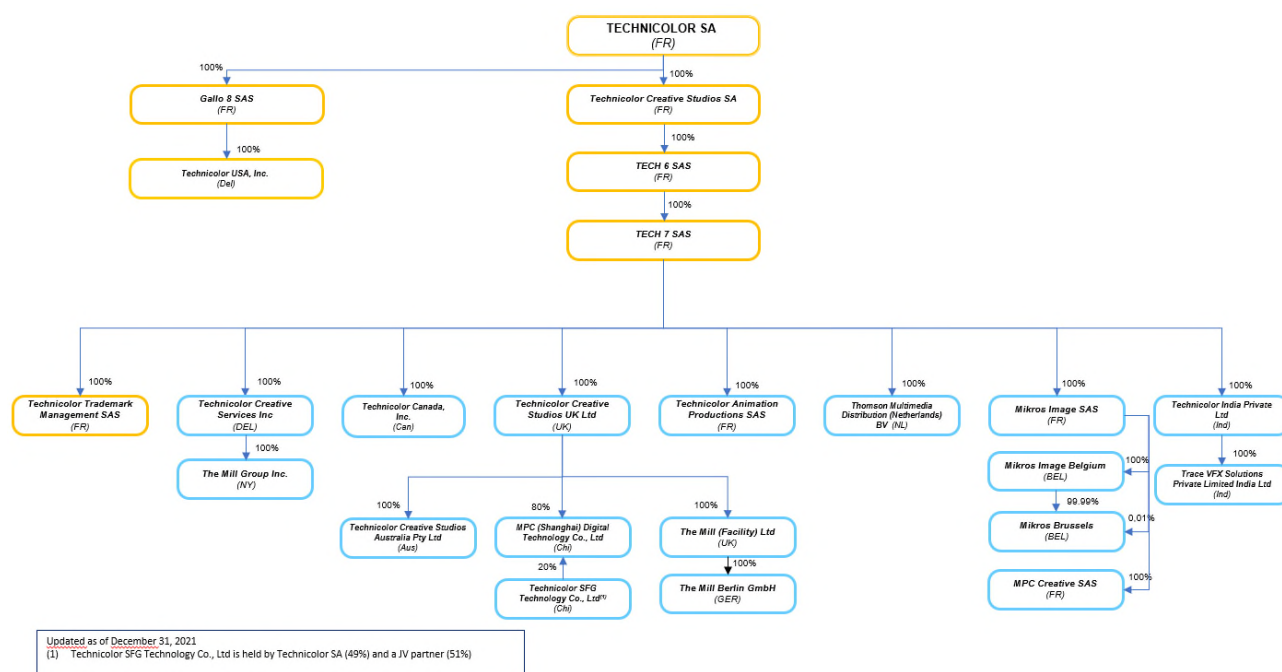 TECHNICOLOR SA
(FR)
100%
100%
Gallo 8 SAS
(FR)
Technicolor Creative Studios SA
(FR)
100%
100%
Technicolor USA, Inc.
(Del)
TECH 6 SAS
(FR)
100%
TECH 7 SAS
(FR)
100%
100%
100%
100%
100%
100%
100%
100%
Technicolor Trademark
Management SAS
(FR)
Technicolor Creative
Services Inc
(DEL)
Technicolor Canada,
Inc.
(Can)
Technicolor Creative
Studios UK Ltd
(UK)
Technicolor Animation
Productions SAS
(FR)
Thomson Multimedia
Distribution (Netherlands)
BV (NL)
Mikros Image SAS
(FR)
Technicolor India Private
Ltd
(Ind)
100%
The Mill Group Inc.
(NY)
100%
Mikros Image Belgium
(BEL)
100%
Trace VFX Solutions
Private Limited India Ltd
(Ind)
99.99%
100%
80%
100%
Technicolor Creative Studios
Australia Pty Ltd
(Aus)
MPC (Shanghai) Digital
Technology Co., Ltd
(Chi)
The Mill (Facility) Ltd
(UK)
Mikros Brussels
(BEL)
0,01%
20%
100%
Technicolor SFG
Technology Co., Ltd(1)
(Chi)
The Mill Berlin GmbH
(GER)
MPC Creative SAS
(FR)
100%
Updated as of December 31, 2021
(1) Technicolor SFG Technology Co., Ltd is held by Technicolor SA (49%) and a JV partner (51%)